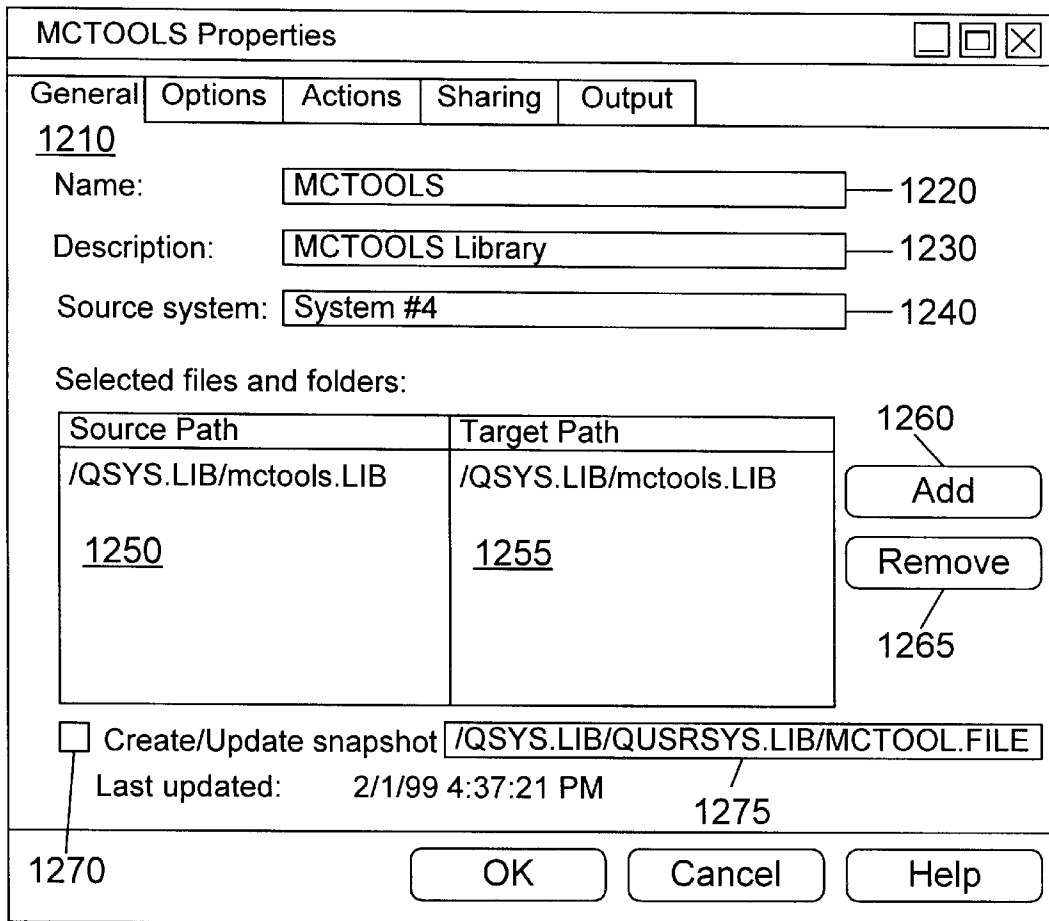 MCTOOLS Properties
General Options Actions Sharing Output
1210
Name: MCTOOLS 1220
Description: MCTOOLS Library 1230
Source system: System #4 1240
Selected files and folders:
Source Path Target Path 1260
/QSYS.LIB/mctools.LIB /QSYS.LIB/mctools.LIB Add
1250 1255 Remove
1265
Create/Update snapshot /QSYS.LIB/QUSRSYS.LIB/MCTOOL.FILE
Last updated: 2/1/99 4:37:21 PM 1275
1270 OK Cancel Help